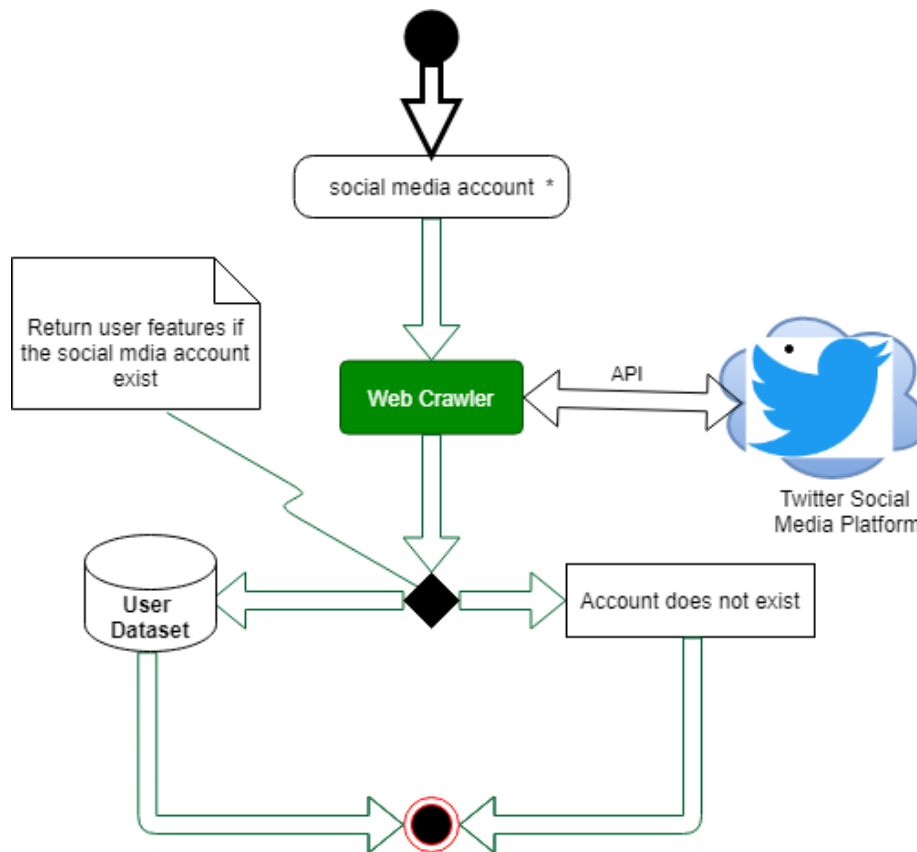 social media account *
Return user features if
the social mdia account
exist
Web Crawler
API
Twitter Social
Media Platform
User
Dataset
Account does not exist